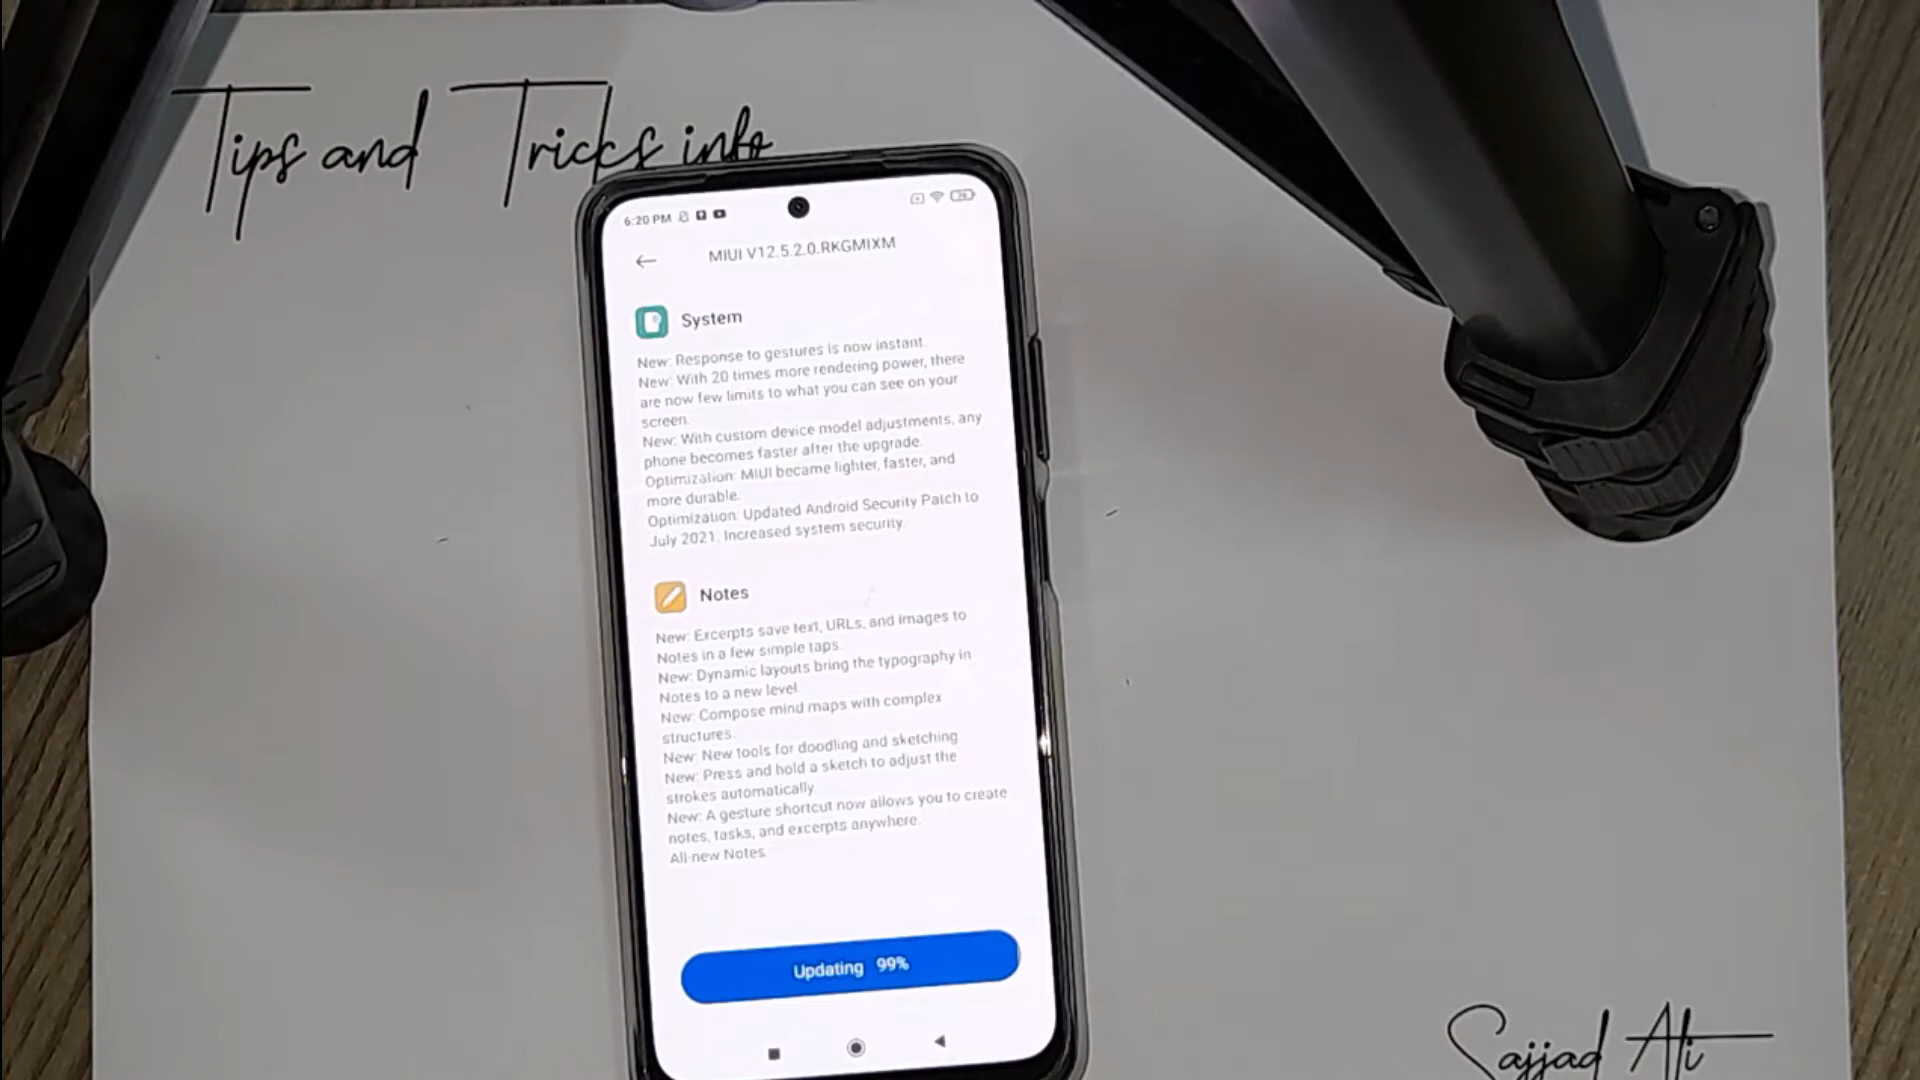 Tips and Tricks info
6:20 PM
MIUI V12.5.2.0.RKGMIXM
System
New: Response to gestures is now instant.
New: With 20 times more rendering power, there
are now few limits to what you can see on your
screen.
New: With custom device model adjustments, any
phone becomes faster after the upgrade.
Optimization: MIUI became lighter, faster, and
more durable.
Optimization: Updated Android Security Patch to
July 2021. Increased system security.
Notes
New: Excerpts save text, URLs, and images to
Notes in a few simple taps.
New: Dynamic layouts bring the typography in
Notes to a new level
New: Compose mind maps with complex
structures.
New: New tools for doodling and sketching
New: Press and hold a sketch to adjust the
strokes automatically
New: A gesture shortcut now allows you to create
notes, tasks, and excerpts anywhere.
All-new Notes.
Updating 99%
Sajjad Ali